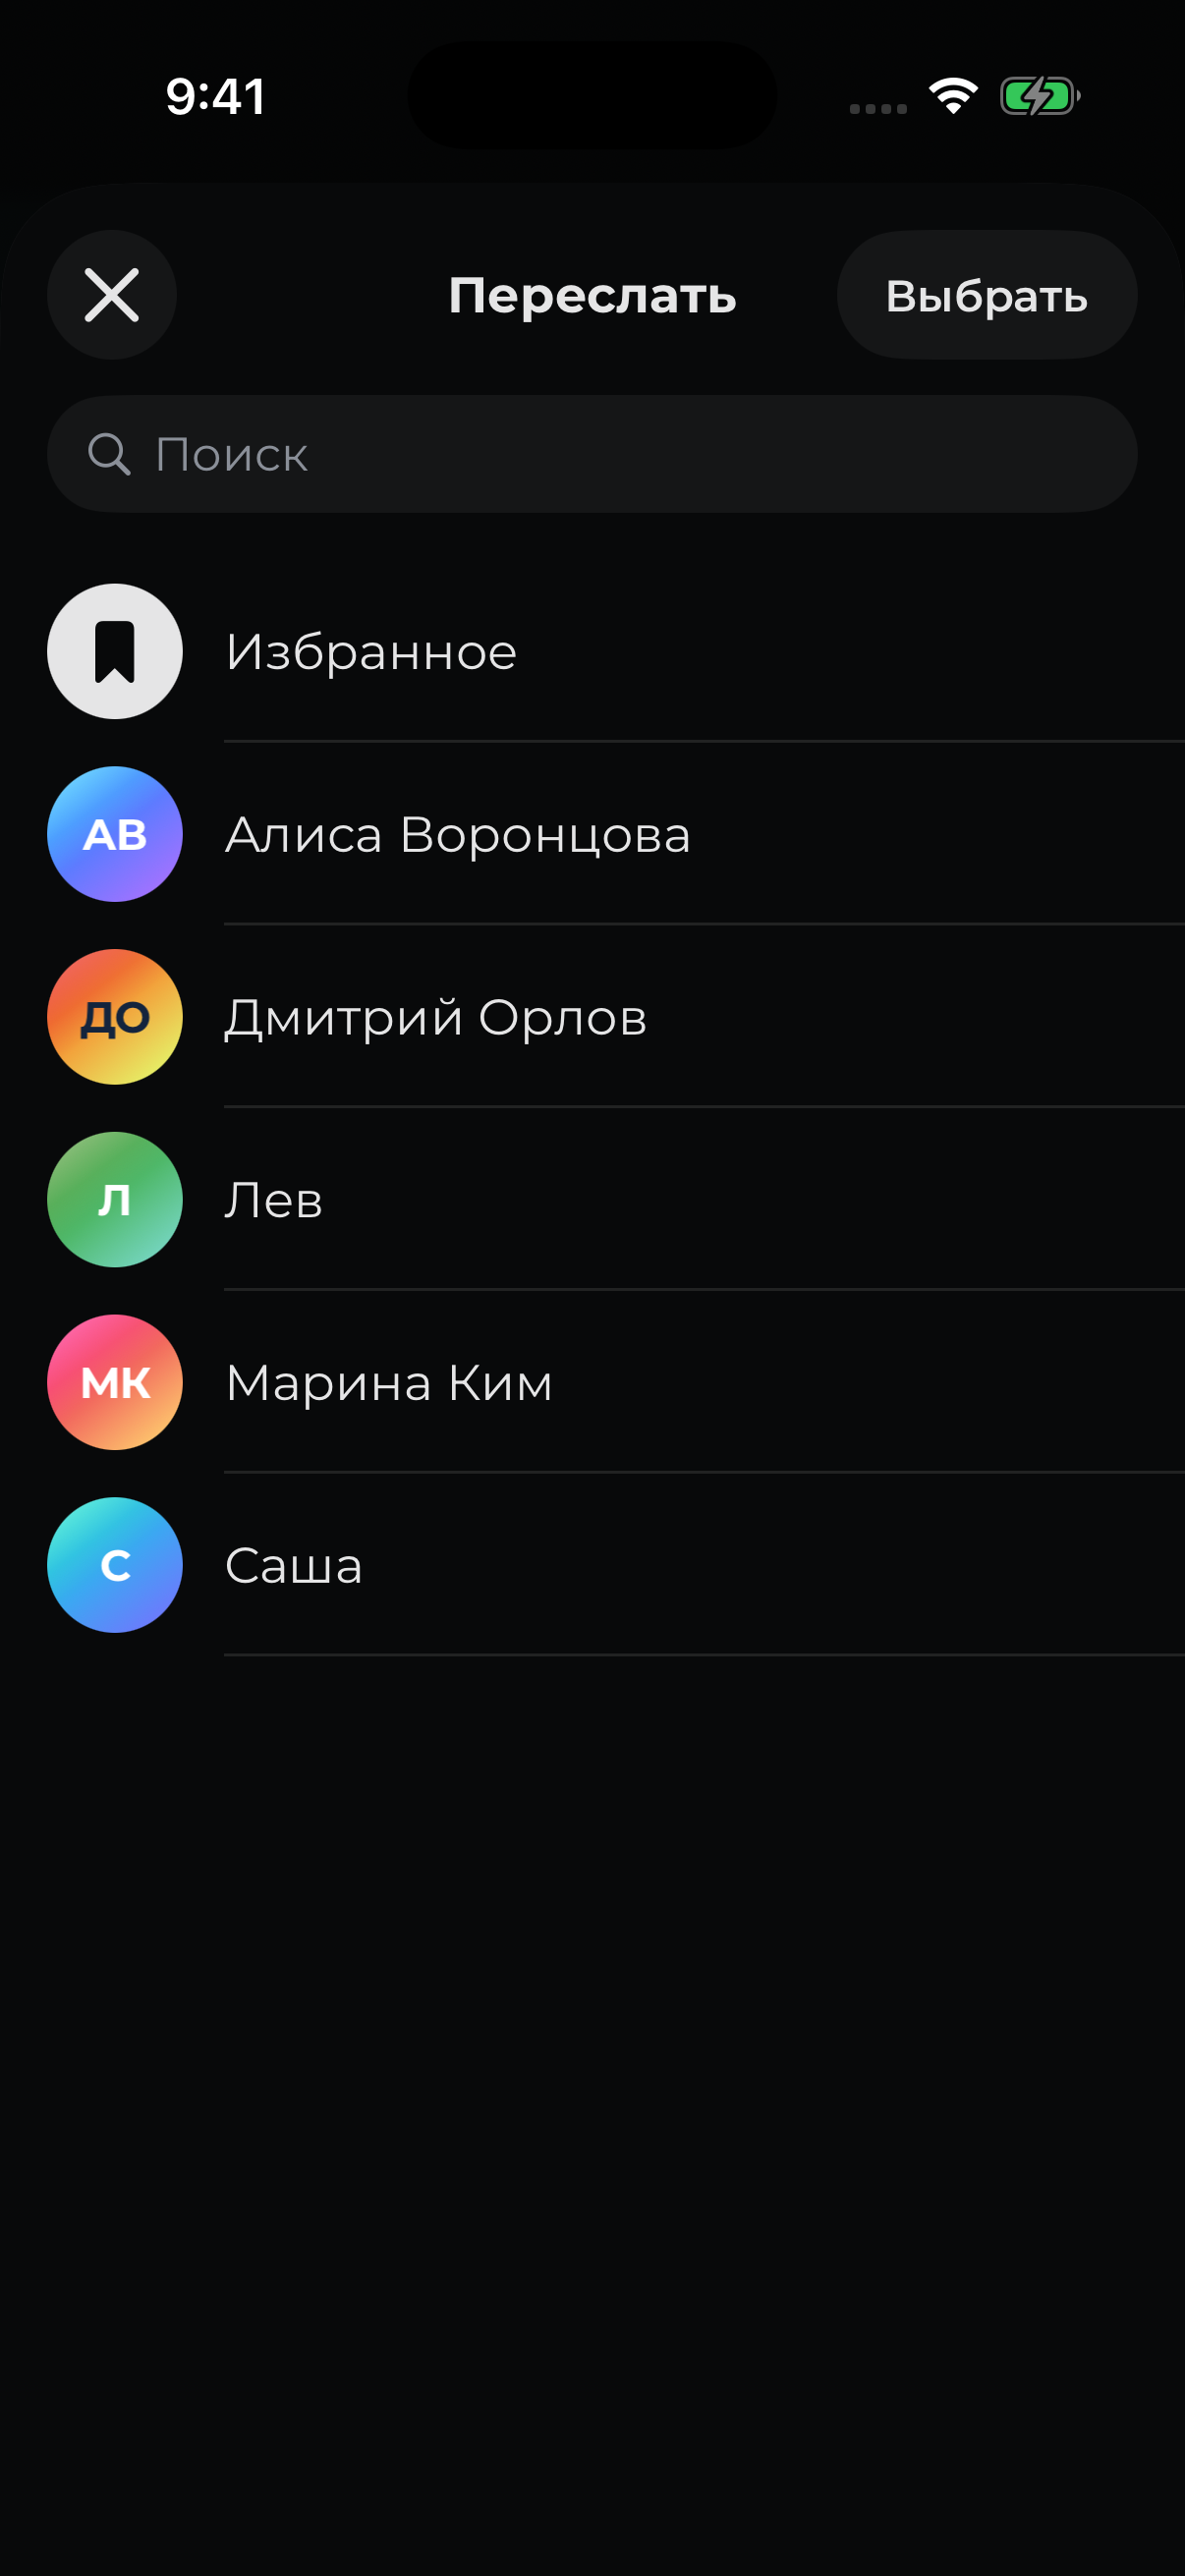 9:41
Переслать
Выбрать
Поиск
Избранное
АВ
Алиса Воронцова
ДО
Дмитрий Орлов
Л
Лев
МК
Марина Ким
С
Саша